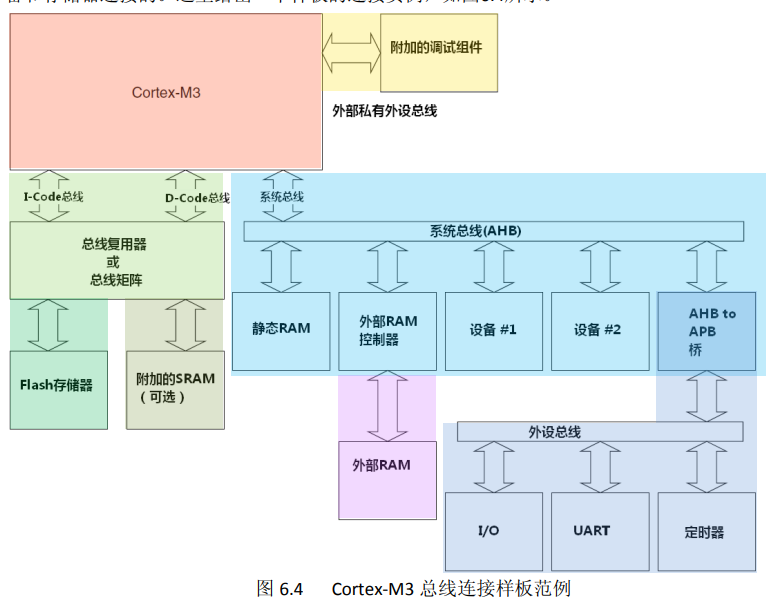 附加的调试组件
Cortex-M3
外部私有外设总线
I-Code总线
D-Code总线
系统总线
系统总线(AHB)
总线复用器
或
总线矩阵
静态RAM
外部RAM
控制器
设备 #1
设备 #2
AHB to
APB
桥
Flash存储器
附加的SRAM
（可选）
外设总线
外部RAM
I/O
UART
定时器
图 6.4 Cortex-M3 总线连接样板范例